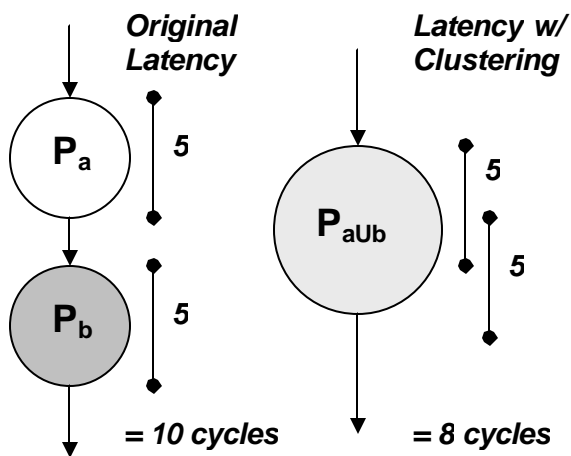 Original
Latency
Latency w/
Clustering
Pa
5
Pb
5
= 10 cycles
PaUb
5
5
= 8 cycles